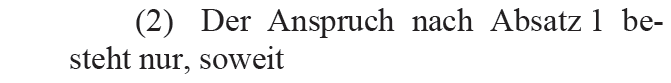 (2) Der Anspruch nach Absatz 1 be-
steht nur, soweit